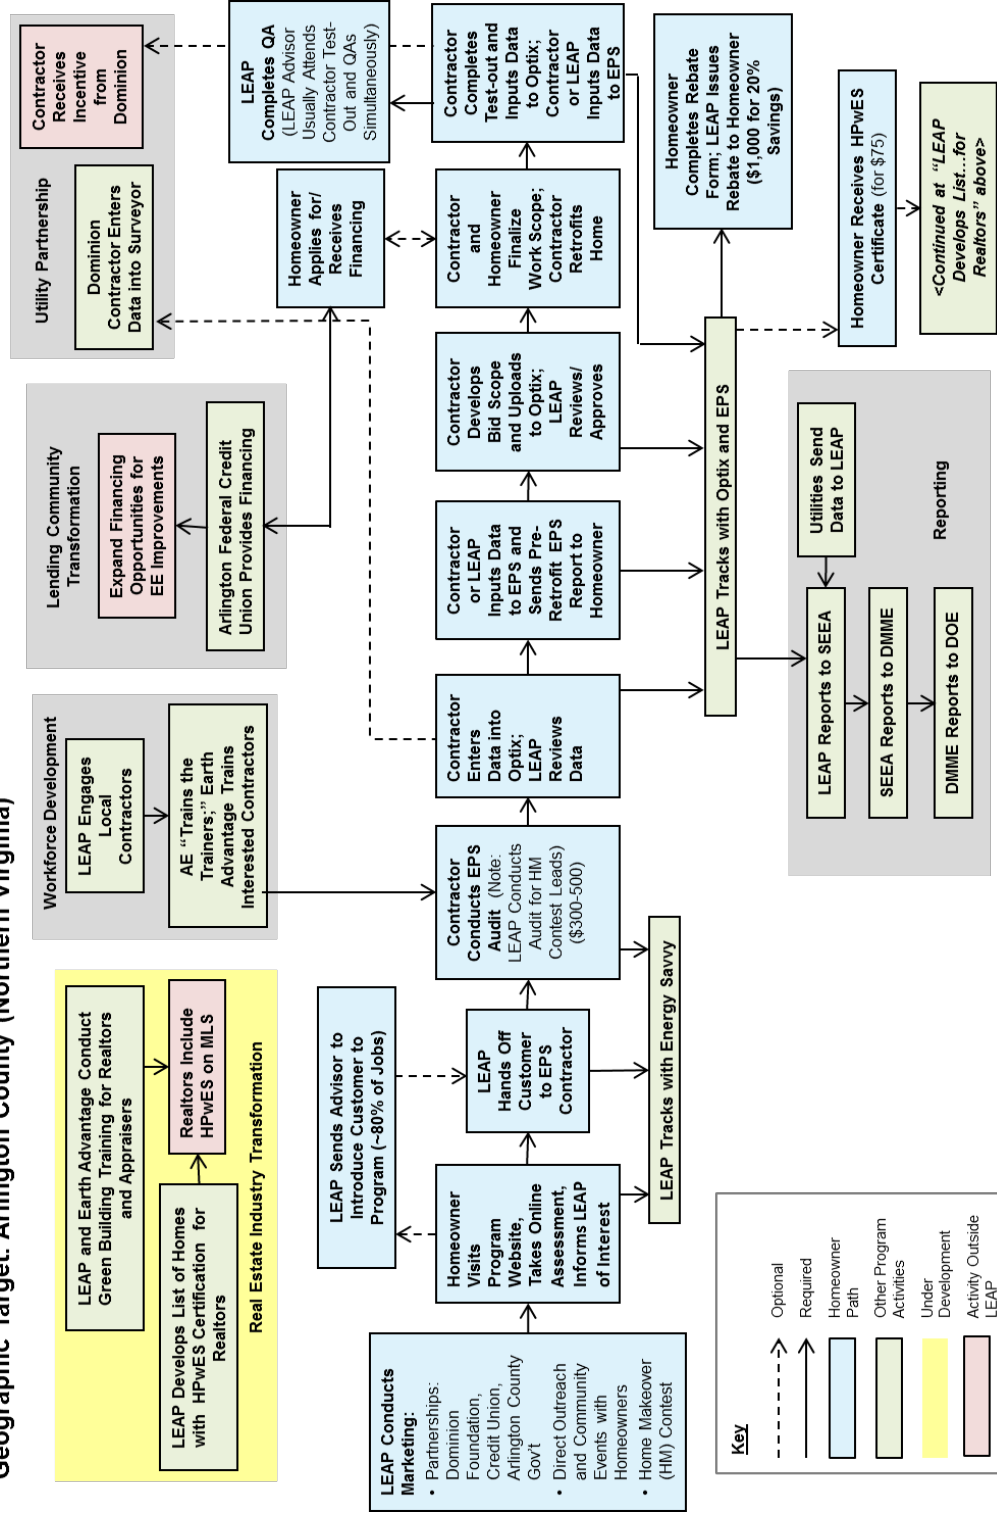 Geographic Target: Arlington County (Northern Virginia)
LEAP and Earth Advantage Conduct
Green Building Training for Realtors
and Appraisers
LEAP Develops List of Homes
with HPwES Certification for
Realtors
Realtors Include
HPwES on MLS
Real Estate Industry Transformation
Workforce Development
LEAP Engages
Local
Contractors
AE “Trains the
Trainers;” Earth
Advantage Trains
Interested Contractors
Lending Community
Transformation
Expand Financing
Opportunities for
EE Improvements
Arlington Federal Credit
Union Provides Financing
Utility Partnership
Contractor
Receives
Incentive
from
Dominion
Dominion
Contractor Enters
Data into Surveyor
LEAP Sends Advisor to
Introduce Customer to
Program (~80% of Jobs)
Homeowner
Applies for/
Receives
Financing
LEAP
Completes QA
(LEAP Advisor
Usually Attends
Contractor Test-
Out and QAs
Simultaneously)
LEAP Conducts
Marketing:
• Partnerships:
Dominion
Foundation,
Credit Union,
Arlington County
Gov’t
• Direct Outreach
and Community
Events with
Homeowners
• Home Makeover
(HM) Contest
Homeowner
Visits
Program
Website,
Takes Online
Assessment,
Informs LEAP
of Interest
LEAP
Hands Off
Customer
to EPS
Contractor
Contractor
Conducts EPS
Audit (Note:
LEAP Conducts
Audit for HM
Contest Leads)
($300-500)
Contractor
Enters
Data into
Optix;
LEAP
Reviews
Data
Contractor
or LEAP
Inputs Data
to EPS and
Sends Pre-
Retrofit EPS
Report to
Homeowner
Contractor
Develops
Bid Scope
and Uploads
to Optix;
LEAP
Reviews/
Approves
Contractor
and
Homeowner
Finalize
Work Scope;
Contractor
Retrofits
Home
Contractor
Completes
Test-out and
Inputs Data
to Optix;
Contractor
or LEAP
Inputs Data
to EPS
LEAP Tracks with Energy Savvy
LEAP Tracks with Optix and EPS
Homeowner
Completes Rebate
Form; LEAP Issues
Rebate to Homeowner
($1,000 for 20%
Savings)
Homeowner Receives HPwES
Certificate (for $75)
<Continued at “LEAP
Develops List...for
Realtors” above>
Utilities Send
Data to LEAP
LEAP Reports to SEEA
SEEA Reports to DMME
DMME Reports to DOE
Reporting
Key
Optional
Required
Homeowner
Path
Other Program
Activities
Under
Development
Activity Outside
LEAP